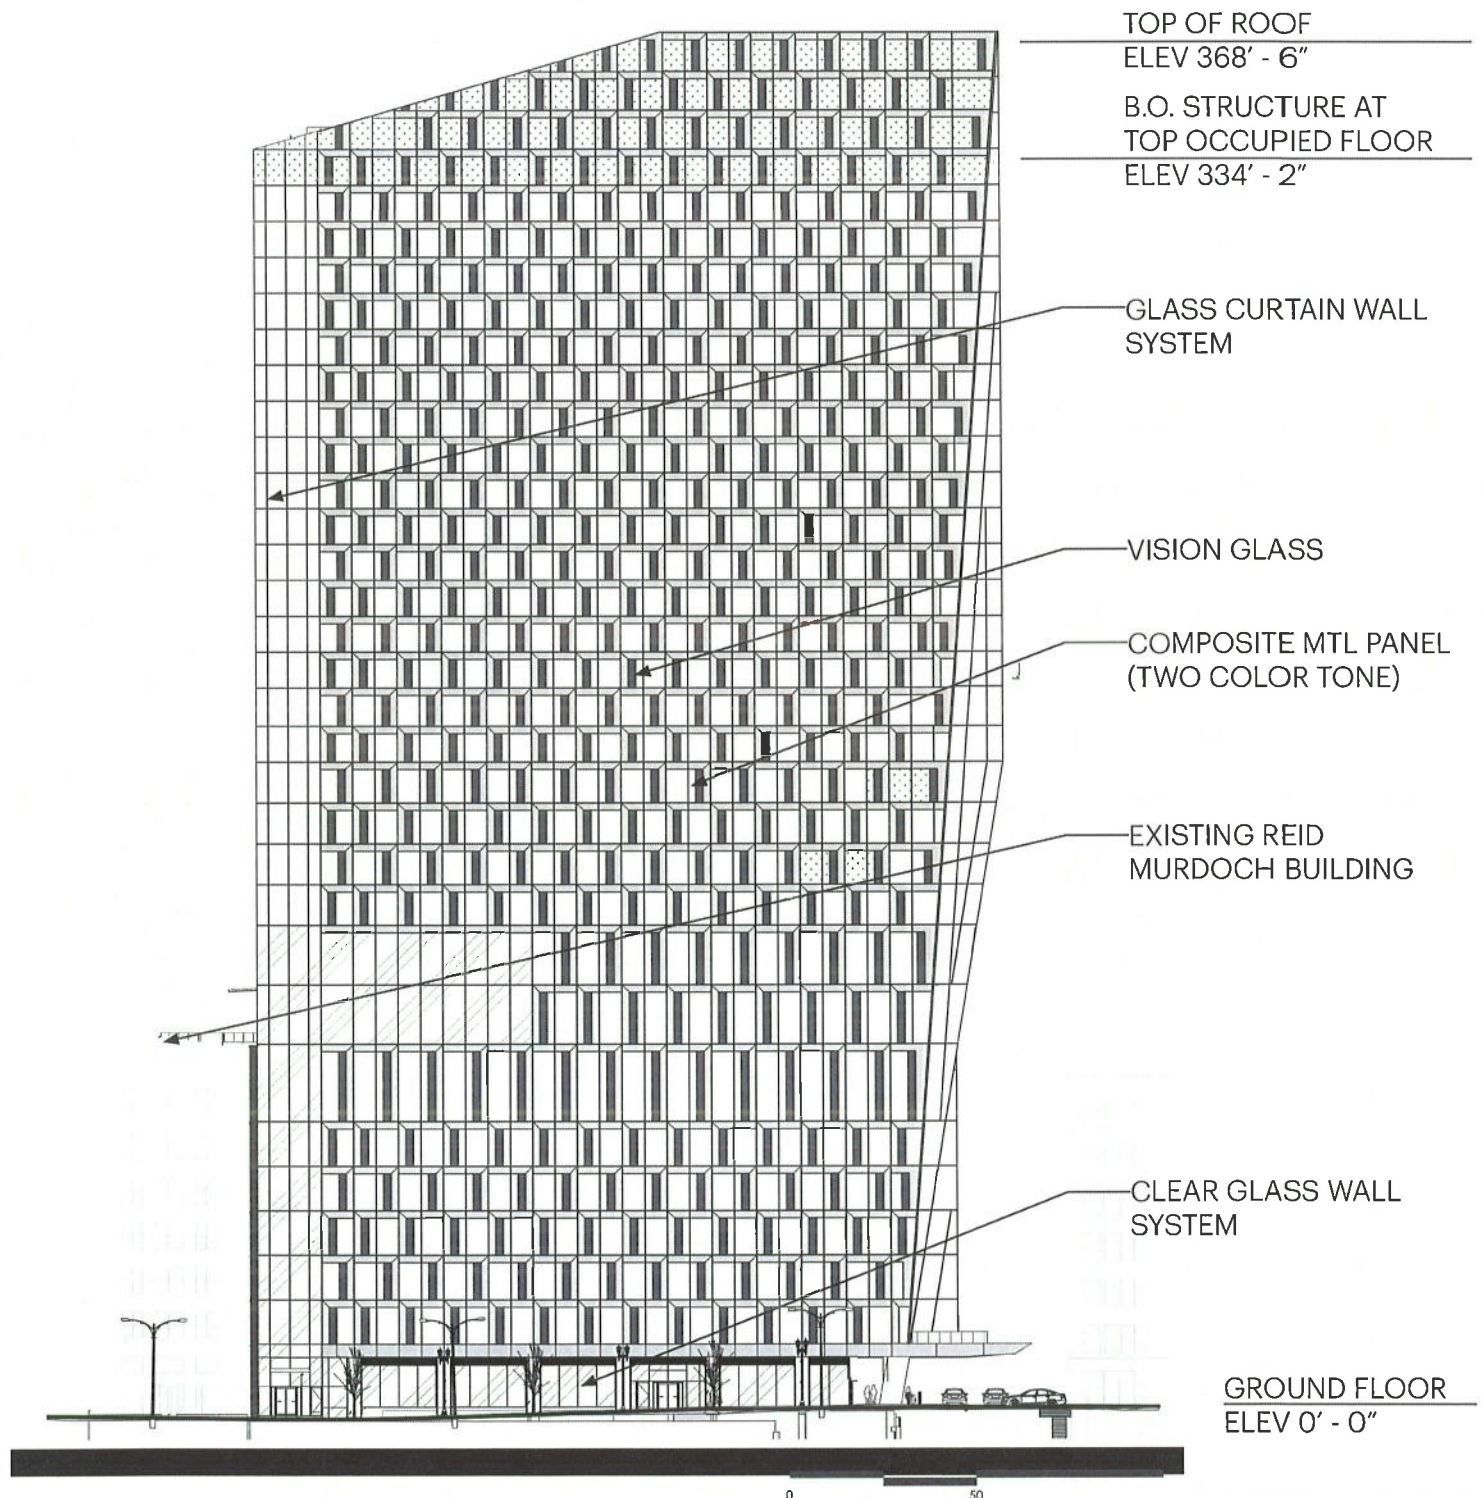 TOP OF ROOF
ELEV 368' - 6"
B.O. STRUCTURE AT
TOP OCCUPIED FLOOR
ELEV 334' - 2"
GLASS CURTAIN WALL
SYSTEM
VISION GLASS
COMPOSITE MTL PANEL
(TWO COLOR TONE)
EXISTING REID
MURDOCH BUILDING
CLEAR GLASS WALL
SYSTEM
GROUND FLOOR
ELEV 0' - 0"
0 50